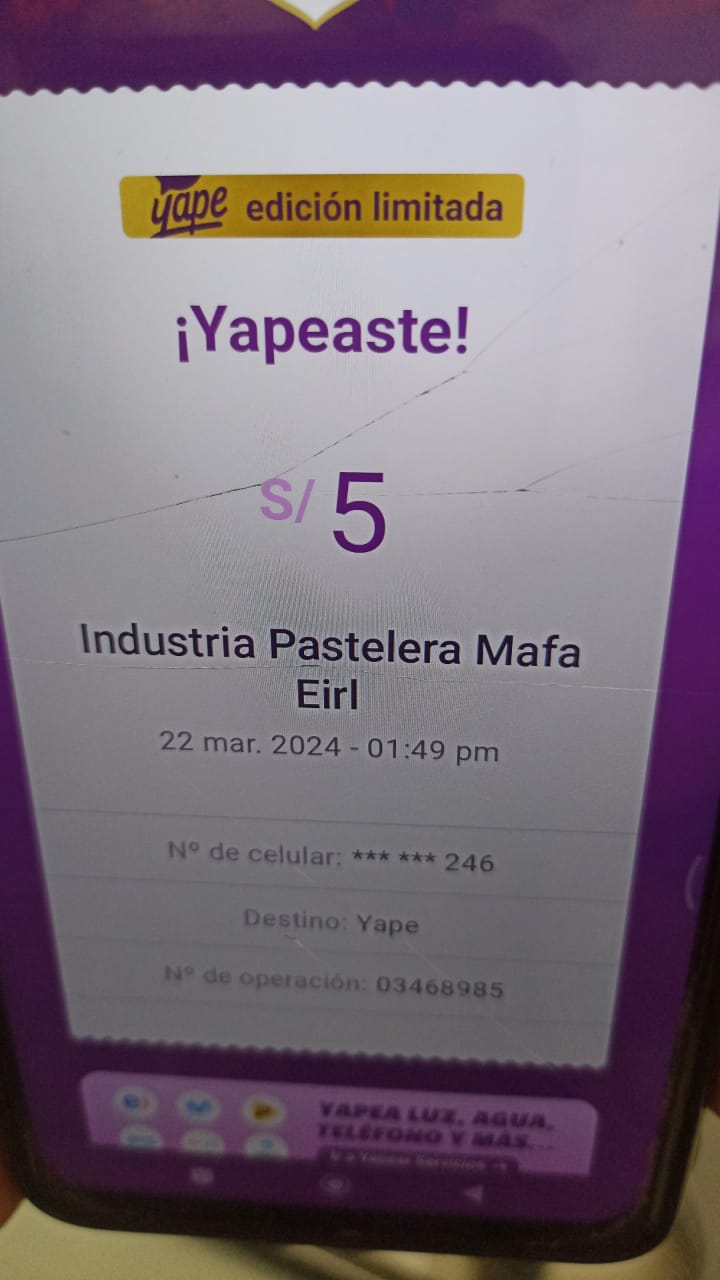 yape edición limitada
¡Yapeaste!
S/ 5
Industria Pastelera Mafa
Eirl
22 mar. 2024 - 01:49 pm
Nº de celular: *** *** 246
Destino: Yape
Nº de operación: 03468985
YAPEA LUZ, AGUA,
TELÉFONO Y MÁS...